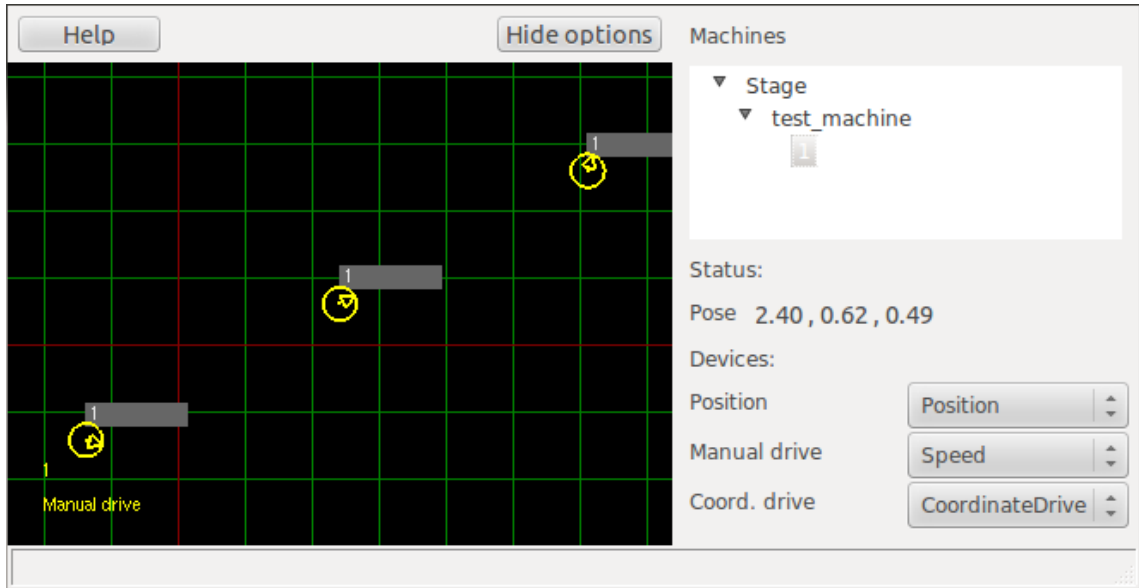 Help
Hide options
Machines
Stage
test_machine
1
1
1
1
1
Manual drive
Status:
Pose 2.40 , 0.62 , 0.49
Devices:
Position Position
Manual drive Speed
Coord. drive CoordinateDrive